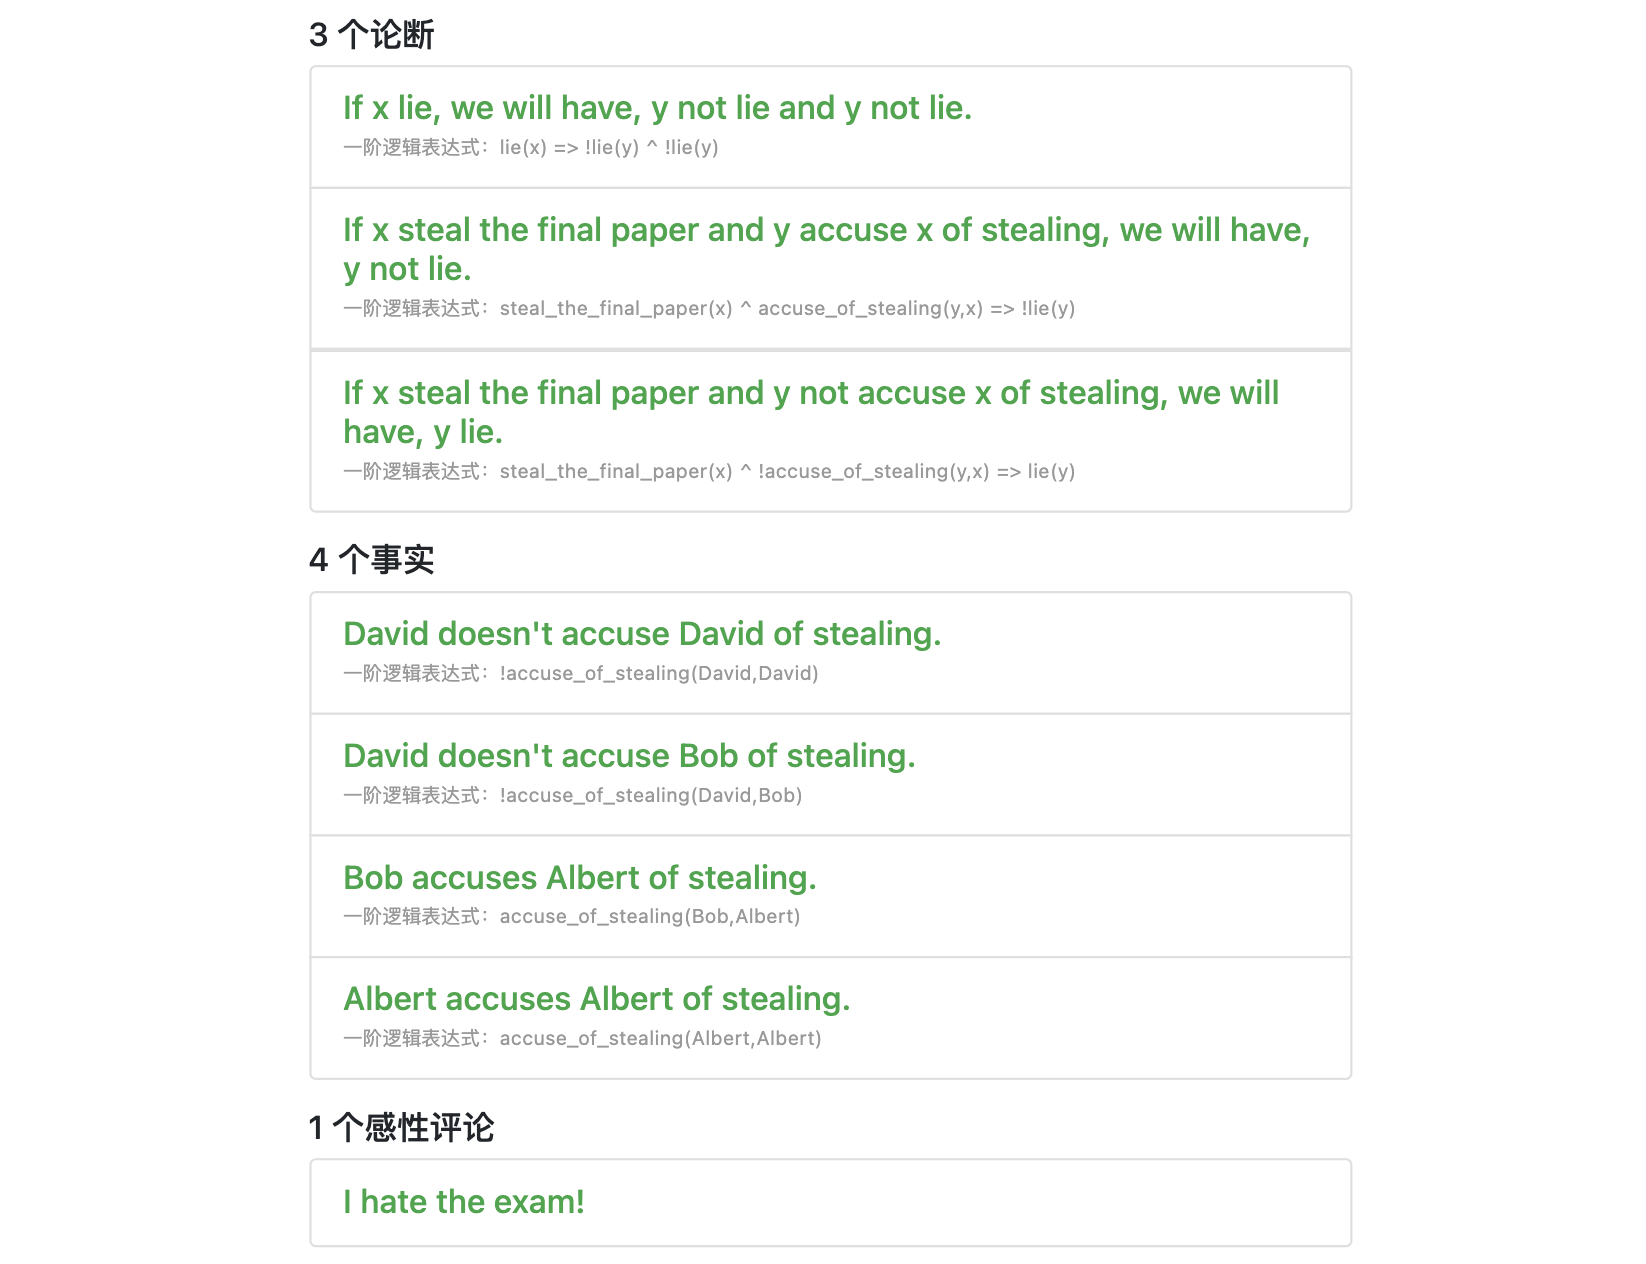 3 个论断
If x lie, we will have, y not lie and y not lie.
一阶逻辑表达式：lie(x) => !lie(y) ^ !lie(y)
If x steal the final paper and y accuse x of stealing, we will have,
y not lie.
一阶逻辑表达式：steal_the_final_paper(x) ^ accuse_of_stealing(y,x) => !lie(y)
If x steal the final paper and y not accuse x of stealing, we will
have, y lie.
一阶逻辑表达式：steal_the_final_paper(x) ^ !accuse_of_stealing(y,x) => lie(y)
4 个事实
David doesn't accuse David of stealing.
一阶逻辑表达式：!accuse_of_stealing(David,David)
David doesn't accuse Bob of stealing.
一阶逻辑表达式：!accuse_of_stealing(David,Bob)
Bob accuses Albert of stealing.
一阶逻辑表达式：accuse_of_stealing(Bob,Albert)
Albert accuses Albert of stealing.
一阶逻辑表达式：accuse_of_stealing(Albert,Albert)
1 个感性评论
I hate the exam!